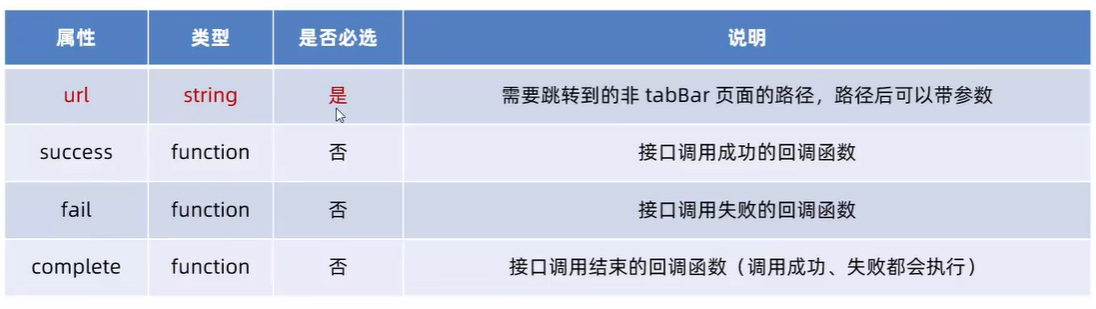 属性 类型 是否必选 说明
url string 是 需要跳转到的非 tabBar 页面的路径，路径后可以带参数
success function 否 接口调用成功的回调函数
fail function 否 接口调用失败的回调函数
complete function 否 接口调用结束的回调函数（调用成功、失败都会执行）